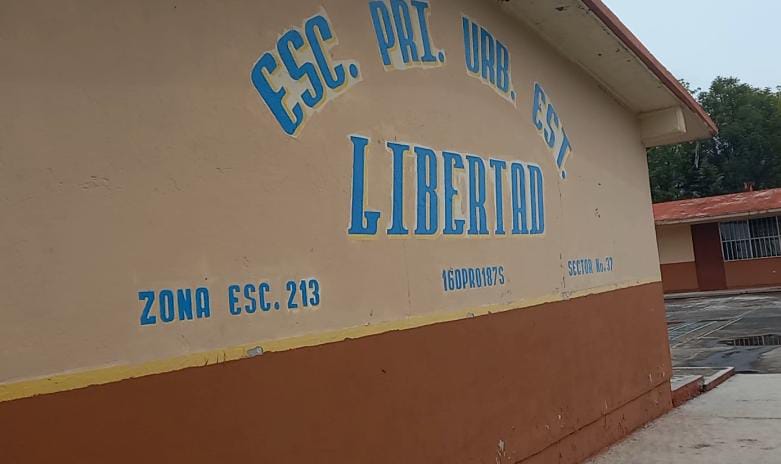 ESC. PRI. URB. EST.
LIBERTAD
ZONA ESC. 213
16DPR0187S
SECTOR No. 37